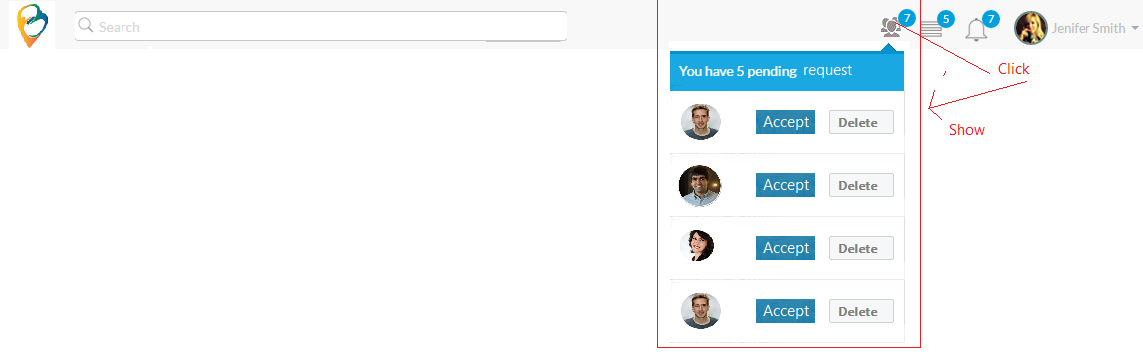 Search
7
5
7
Jenifer Smith
Click
You have 5 pending request
Accept Delete
Show
Accept Delete
Accept Delete
Accept Delete